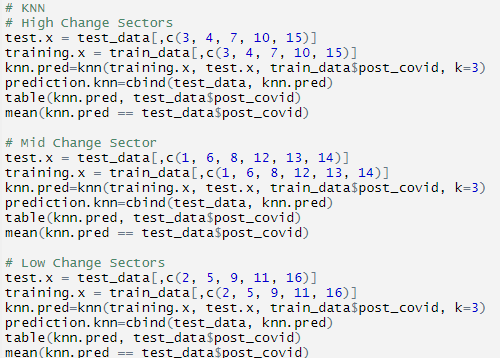 # KNN
# High Change Sectors
test.x = test_data[,c(3, 4, 7, 10, 15)]
training.x = train_data[,c(3, 4, 7, 10, 15)]
knn.pred=knn(training.x, test.x, train_data$post_covid, k=3)
prediction.knn=cbind(test_data, knn.pred)
table(knn.pred, test_data$post_covid)
mean(knn.pred == test_data$post_covid)

# Mid Change Sector
test.x = test_data[,c(1, 6, 8, 12, 13, 14)]
training.x = train_data[,c(1, 6, 8, 12, 13, 14)]
knn.pred=knn(training.x, test.x, train_data$post_covid, k=3)
prediction.knn=cbind(test_data, knn.pred)
table(knn.pred, test_data$post_covid)
mean(knn.pred == test_data$post_covid)

# Low Change Sectors
test.x = test_data[,c(2, 5, 9, 11, 16)]
training.x = train_data[,c(2, 5, 9, 11, 16)]
knn.pred=knn(training.x, test.x, train_data$post_covid, k=3)
prediction.knn=cbind(test_data, knn.pred)
table(knn.pred, test_data$post_covid)
mean(knn.pred == test_data$post_covid)